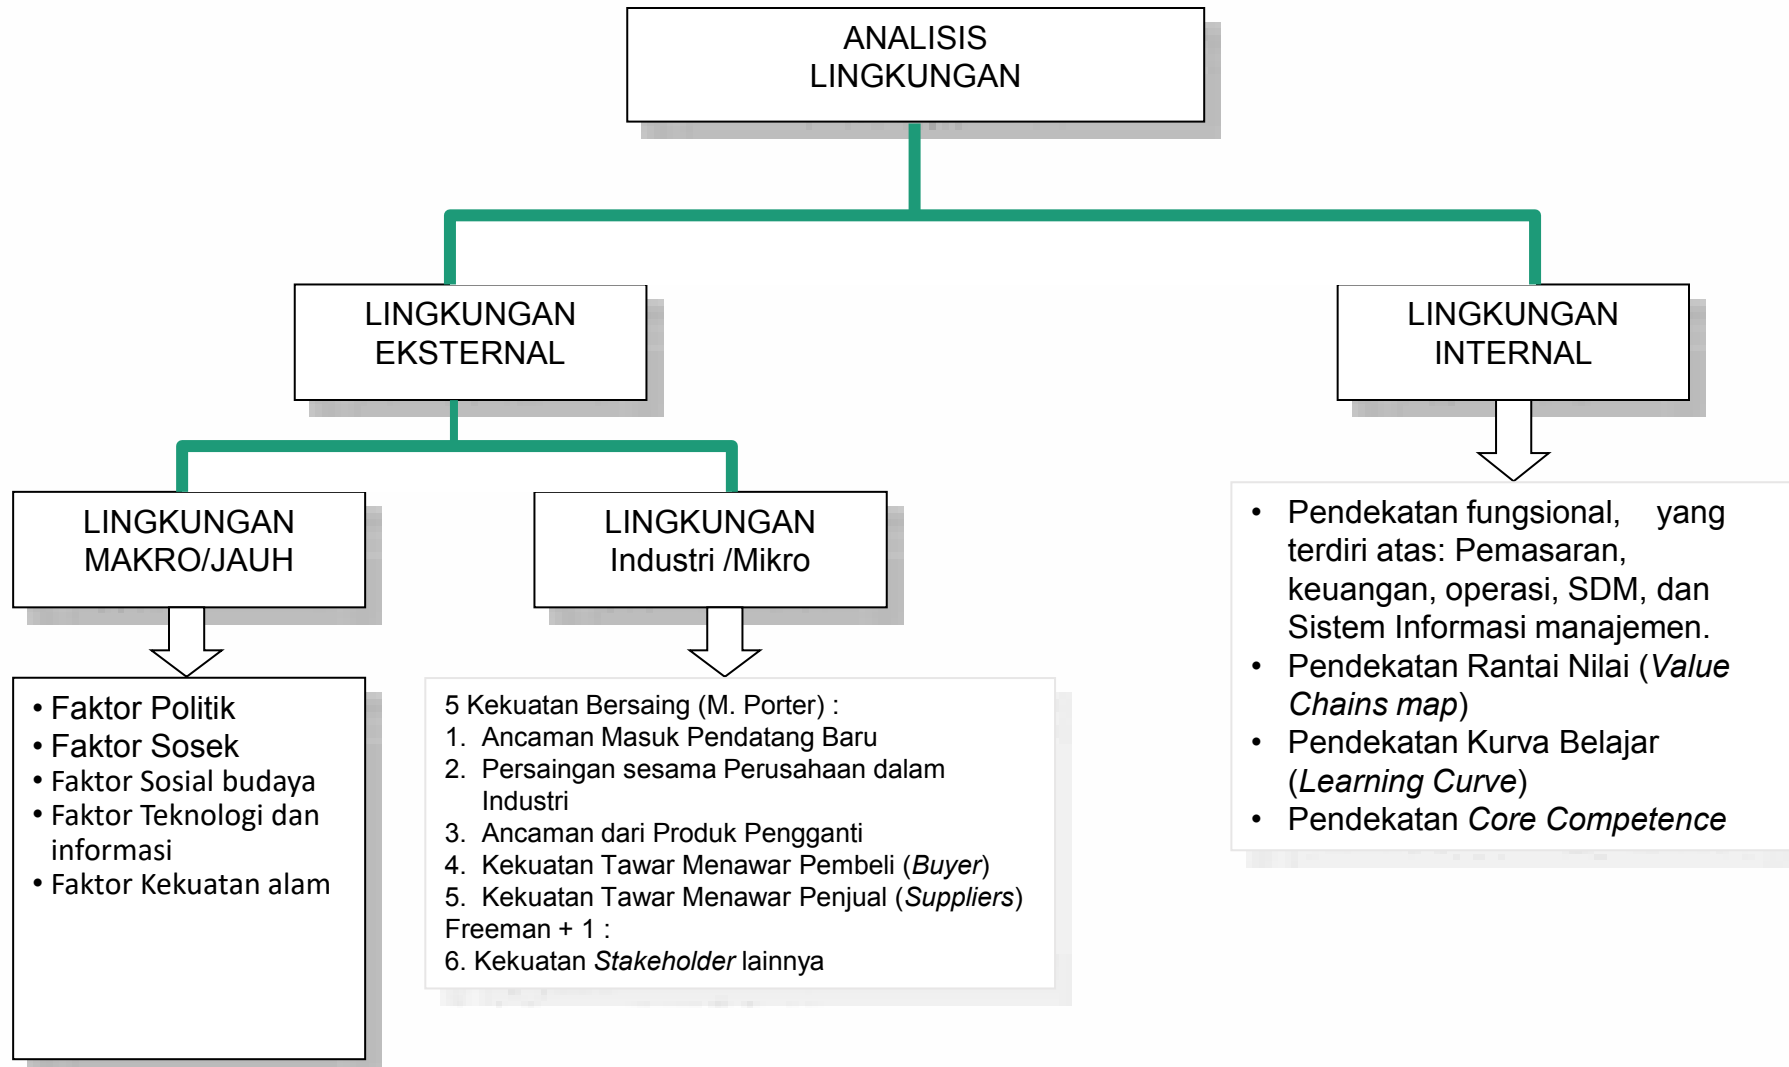 ANALISIS
LINGKUNGAN
LINGKUNGAN
EKSTERNAL
LINGKUNGAN
INTERNAL
LINGKUNGAN
MAKRO/JAUH
LINGKUNGAN
Industri /Mikro
• Faktor Politik
• Faktor Sosek
• Faktor Sosial budaya
• Faktor Teknologi dan
informasi
• Faktor Kekuatan alam
5 Kekuatan Bersaing (M. Porter) :
1. Ancaman Masuk Pendatang Baru
2. Persaingan sesama Perusahaan dalam
Industri
3. Ancaman dari Produk Pengganti
4. Kekuatan Tawar Menawar Pembeli (Buyer)
5. Kekuatan Tawar Menawar Penjual (Suppliers)
Freeman + 1 :
6. Kekuatan Stakeholder lainnya
• Pendekatan fungsional, yang
terdiri atas: Pemasaran,
keuangan, operasi, SDM, dan
Sistem Informasi manajemen.
• Pendekatan Rantai Nilai (Value
Chains map)
• Pendekatan Kurva Belajar
(Learning Curve)
• Pendekatan Core Competence